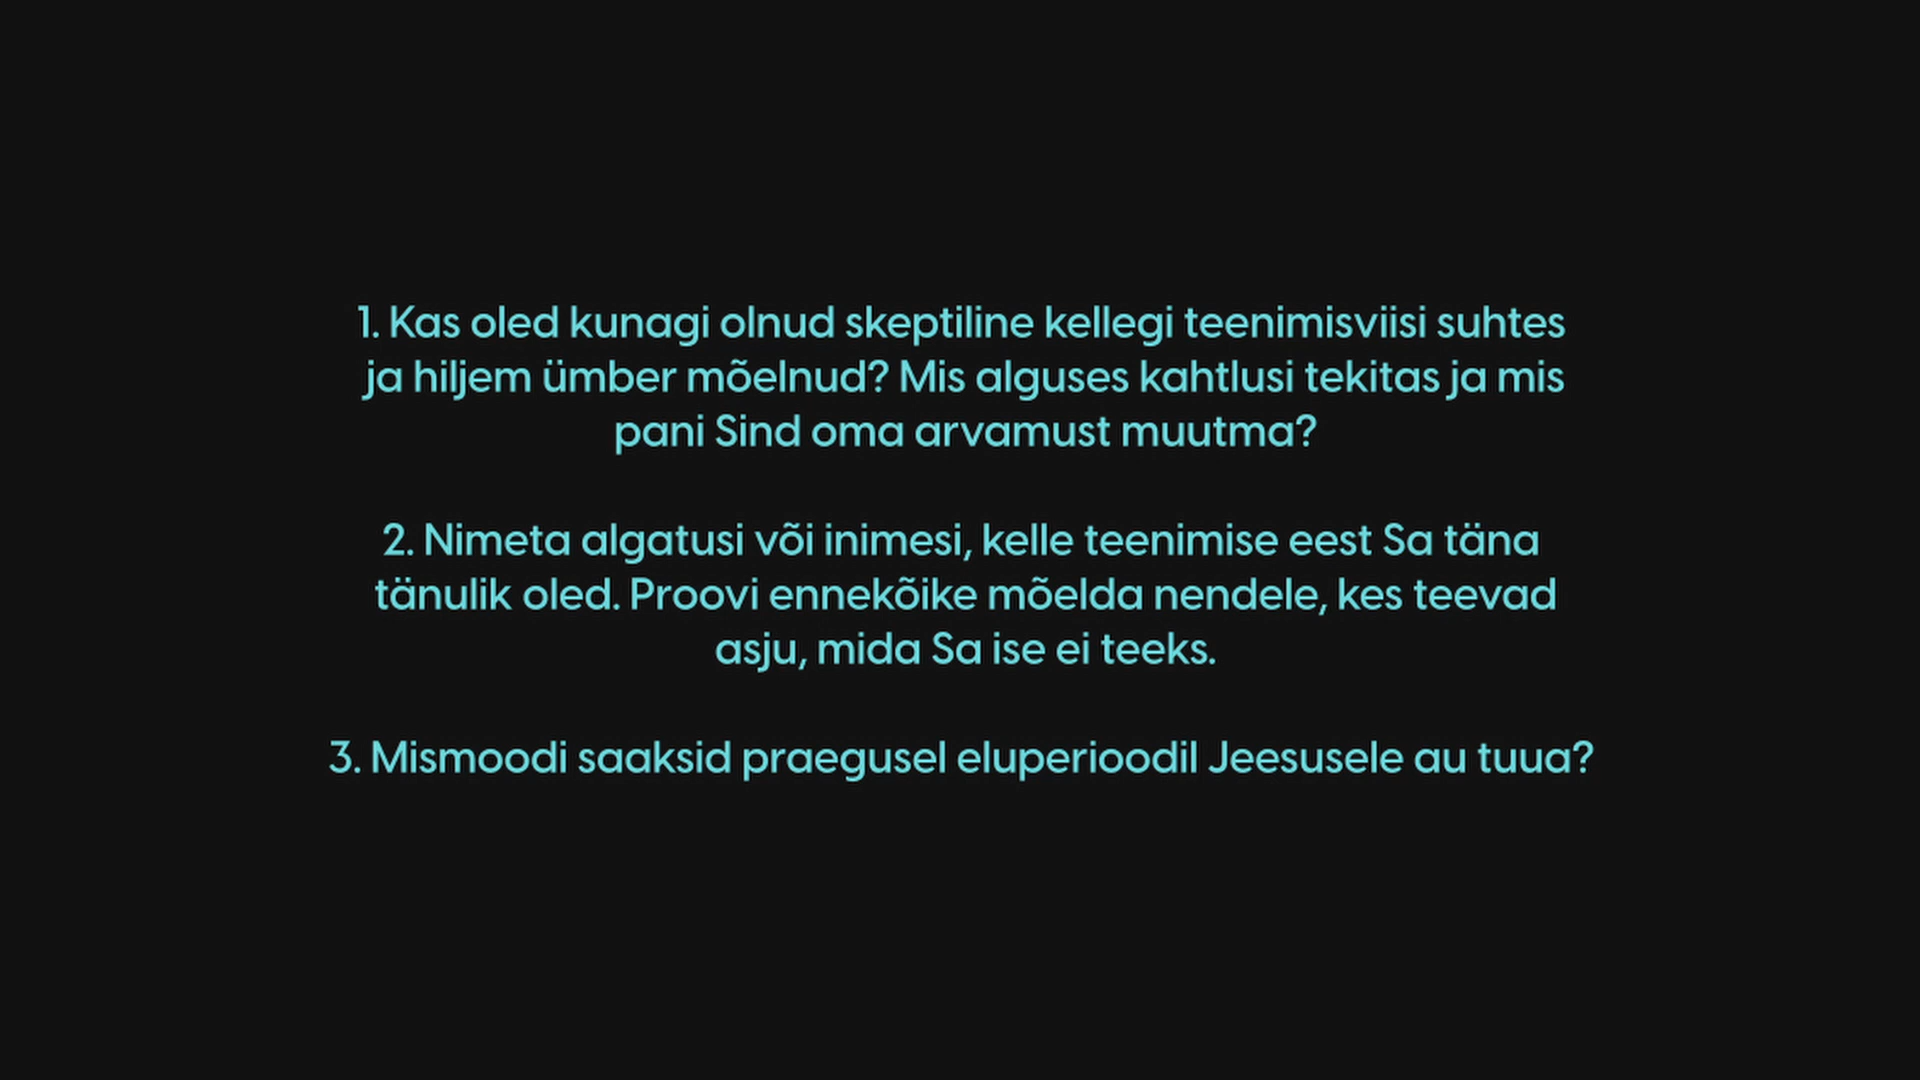 1. Kas oled kunagi olnud skeptiline kellegi teenimisviisi suhtes
ja hiljem ümber mõelnud? Mis alguses kahtlusi tekitas ja mis
pani Sind oma arvamust muutma?
2. Nimeta algatusi või inimesi, kelle teenimise eest Sa täna
tänulik oled. Proovi ennekõike mõelda nendele, kes teevad
asju, mida Sa ise ei teeks.
3. Mismoodi saaksid praegusel eluperioodil Jeesusele au tuua?